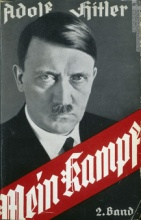 Adolf Hitler
Mein Kampf
2. Band